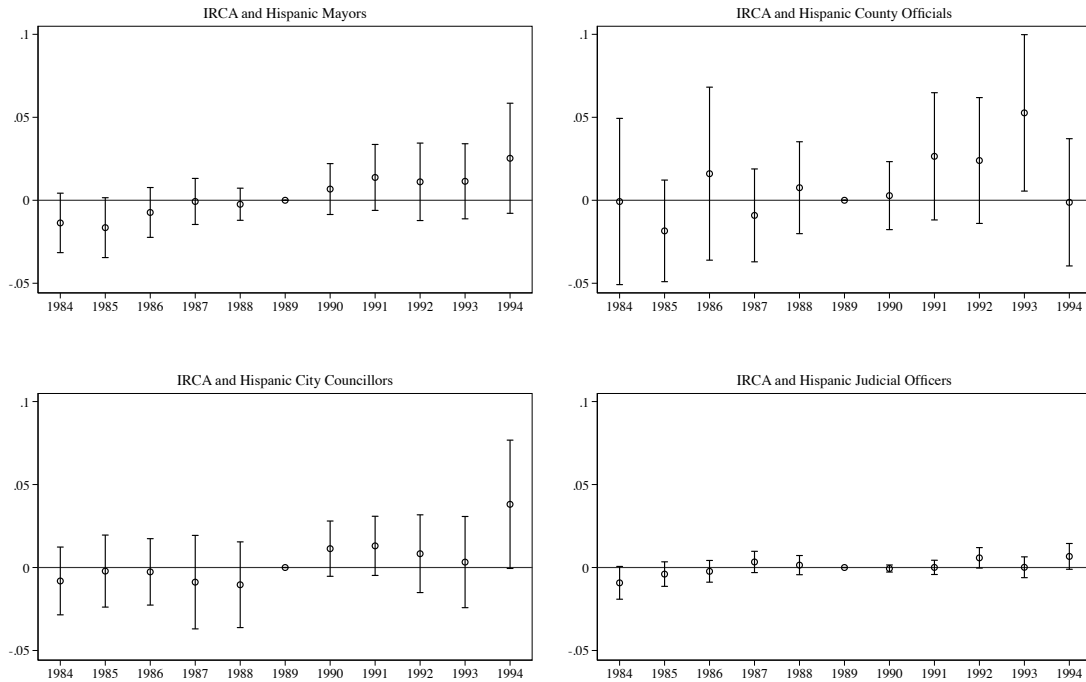 IRCA and Hispanic Mayors
.1
.05
0
-.05
1984 1985 1986 1987 1988 1989 1990 1991 1992 1993 1994
IRCA and Hispanic County Officials
.1
.05
0
-.05
1984 1985 1986 1987 1988 1989 1990 1991 1992 1993 1994
IRCA and Hispanic City Councillors
.1
.05
0
-.05
1984 1985 1986 1987 1988 1989 1990 1991 1992 1993 1994
IRCA and Hispanic Judicial Officers
.1
.05
0
-.05
1984 1985 1986 1987 1988 1989 1990 1991 1992 1993 1994